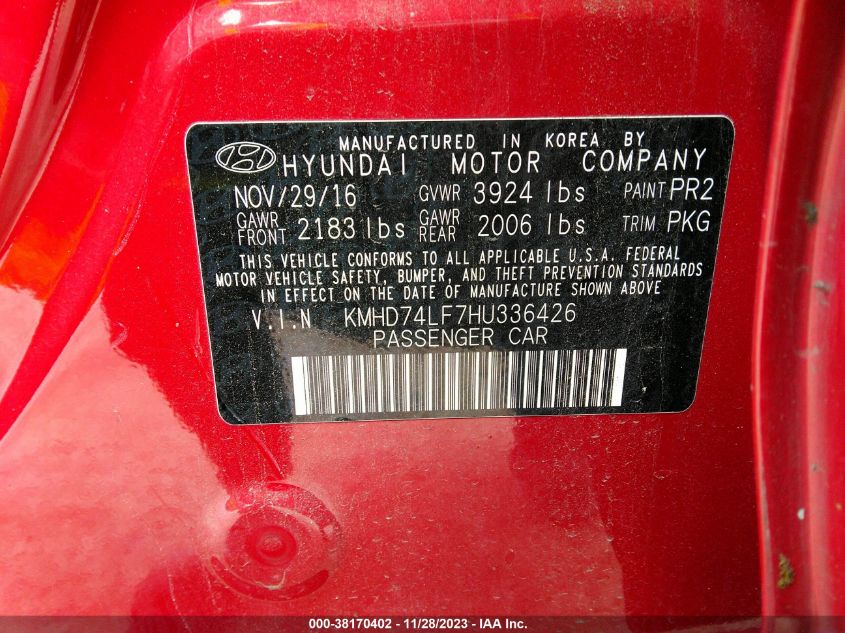 MANUFACTURED IN KOREA BY
HYUNDAI MOTOR COMPANY
NOV/29/16 GVWR 3924 lbs PAINT PR2
GAWR FRONT 2183 lbs GAWR REAR 2006 lbs TRIM PKG
THIS VEHICLE CONFORMS TO ALL APPLICABLE U.S.A. FEDERAL
MOTOR VEHICLE SAFETY, BUMPER, AND THEFT PREVENTION STANDARDS
IN EFFECT ON THE DATE OF MANUFACTURE SHOWN ABOVE
V.I.N KMHD74LF7HU336426
PASSENGER CAR
000-38170402 - 11/28/2023 - IAA Inc.